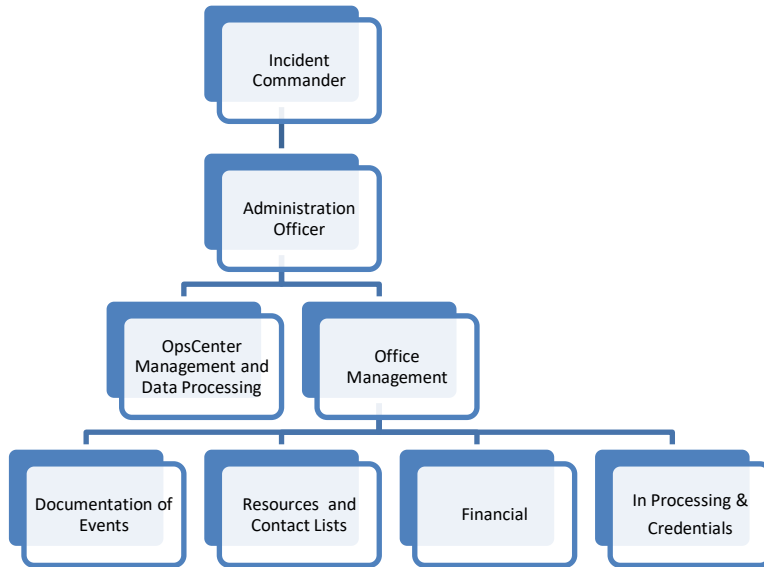 Incident
Commander
Administration
Officer
OpsCenter
Management and
Data Processing
Office
Management
Documentation of
Events
Resources and
Contact Lists
Financial
In Processing &
Credentials